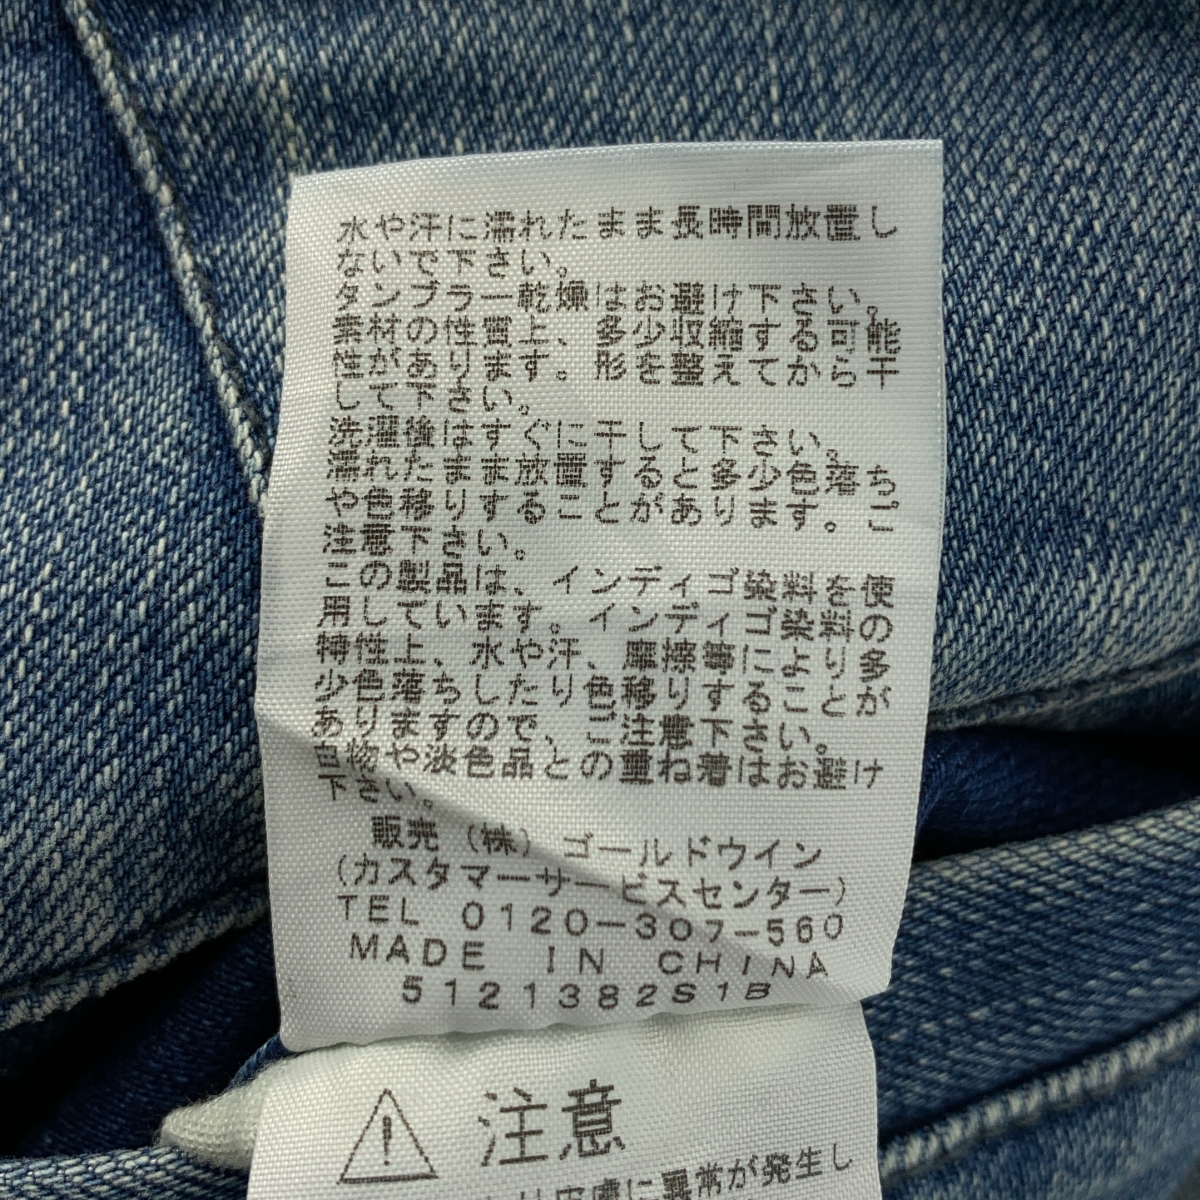 水や汗に濡れたまま長時間放置し
ないで下さい。
タンブラー乾燥はお避け下さい。
素材の性質上、多少収縮する可能
性があります。形を整えてから干
して下さい。
洗濯後はすぐに干して下さい。
濡れたまま放置すると多少色落ち
や色移りすることがあります。ご
注意下さい。
この製品は、インディゴ染料を使
用しています。インディゴ染料の
特性上、水や汗、摩擦等により多
少色落ちしたり色移りすることが
ありますので、ご注意下さい。
白物や淡色品との重ね着はお避け
下さい。
販売(株)ゴールドウイン
(カスタマーサービスセンター)
TEL 0120-307-560
MADE IN CHINA
5121382S1B
注意
皮膚に異常が発生し